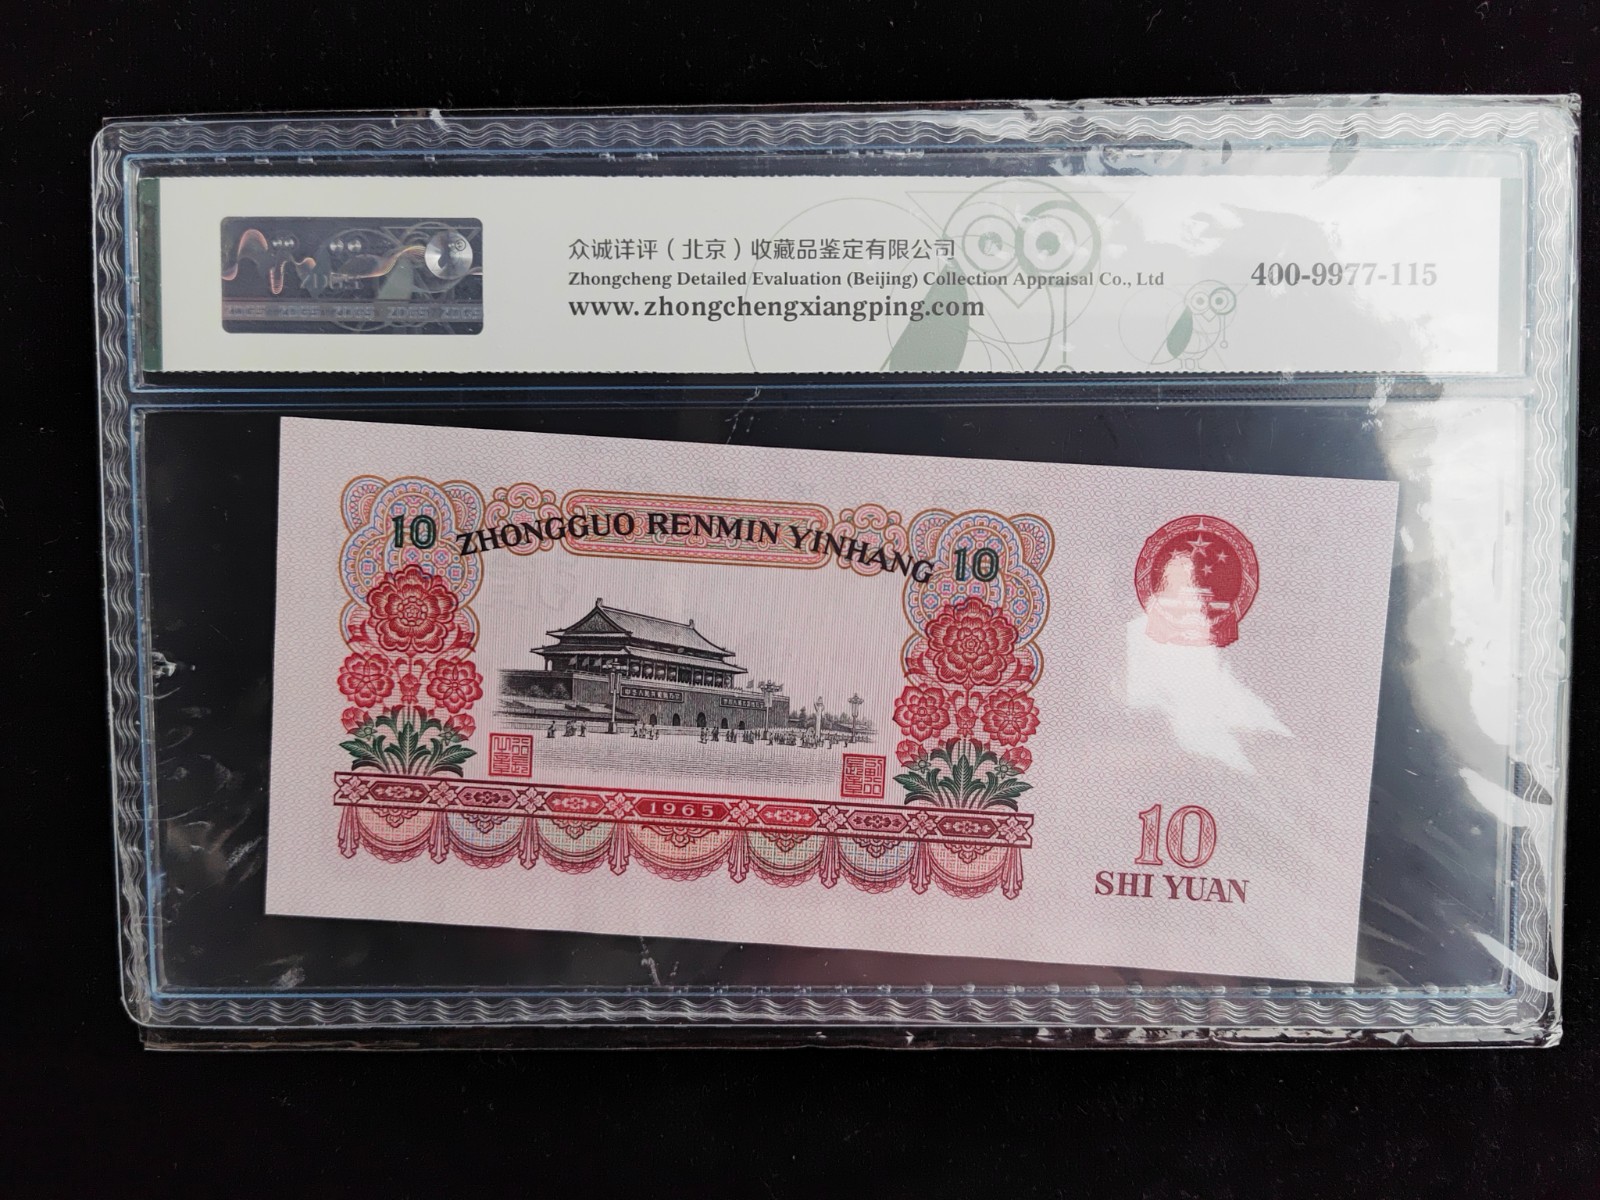 众诚详评（北京）收藏品鉴定有限公司
Zhongcheng Detailed Evaluation (Beijing) Collection Appraisal Co., Ltd
www.zhongchengxiangping.com
400-9977-115
10 ZHONGGUO RENMIN YINHANG 10
1965
10
SHI YUAN